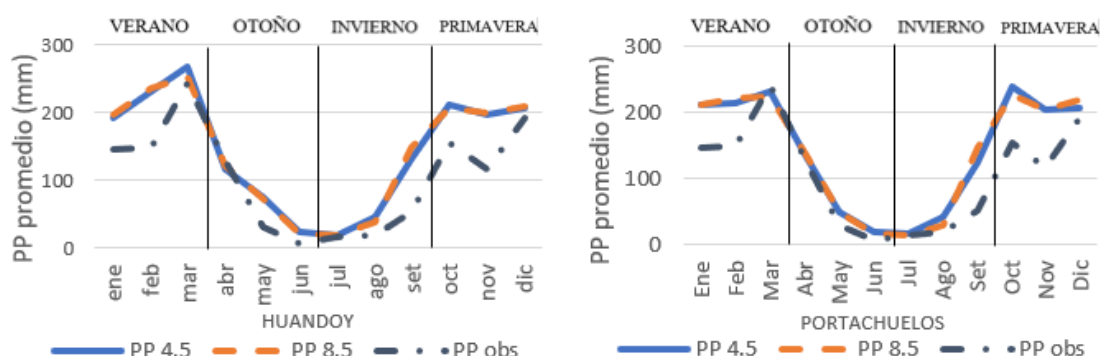 VERANO OTOÑO INVIERNO PRIMAVERA
PP promedio (mm)
300
200
100
0
ene feb mar abr may jun jul ago set oct nov dic
HUANDOY
PP 4.5 PP 8.5 PP obs
VERANO OTOÑO INVIERNO PRIMAVERA
PP promedio (mm)
300
200
100
0
Ene Feb Mar Abr May Jun Jul Ago Set Oct Nov Dic
PORTACHUELOS
PP 4.5 PP 8.5 PP obs